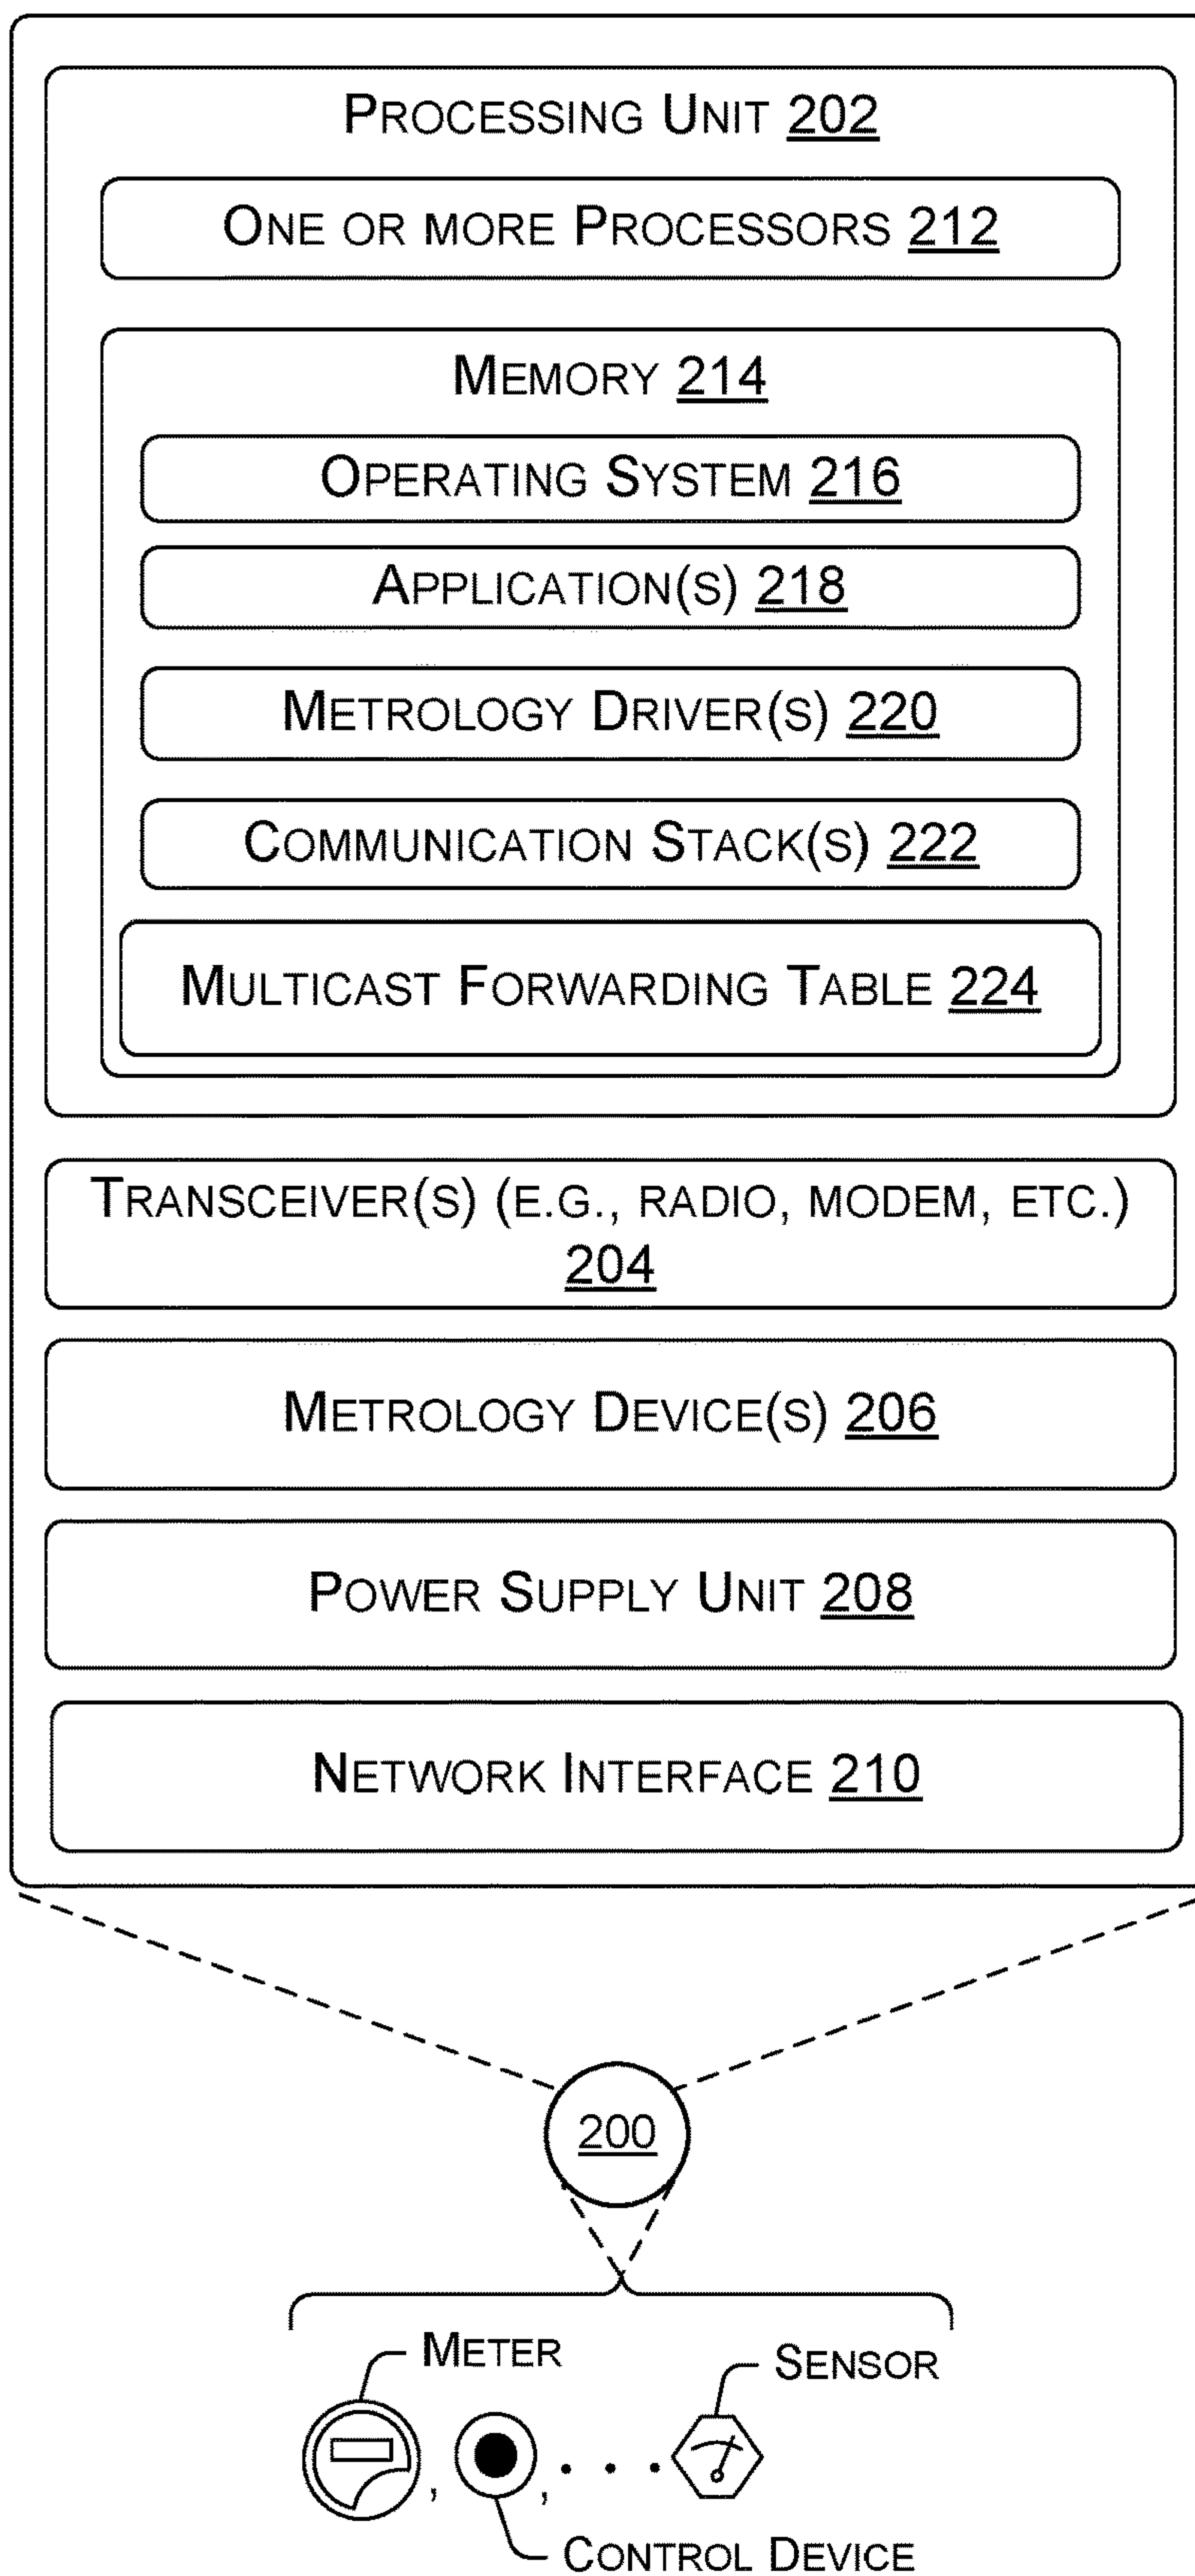 PROCESSING UNIT 202
ONE OR MORE PROCESSORS 212
MEMORY 214
OPERATING SYSTEM 216
APPLICATION(S) 218
METROLOGY DRIVER(S) 220
COMMUNICATION STACK(S) 222
MULTICAST FORWARDING TABLE 224
TRANSCEIVER(S) (E.G., RADIO, MODEM, ETC.)
204
METROLOGY DEVICE(S) 206
POWER SUPPLY UNIT 208
NETWORK INTERFACE 210
200
METER
SENSOR
, , . . .
CONTROL DEVICE